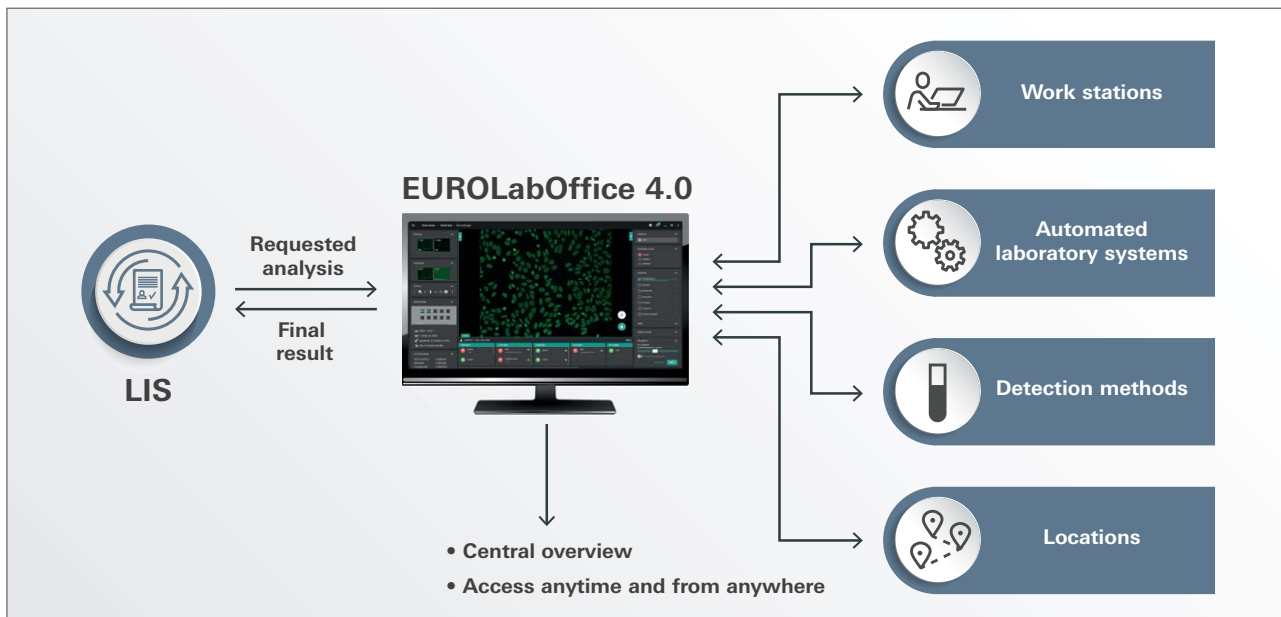 EUROLabOffice 4.0
Requested
analysis
Final
result
LIS
Work stations
Automated
laboratory systems
Detection methods
Locations
• Central overview
• Access anytime and from anywhere